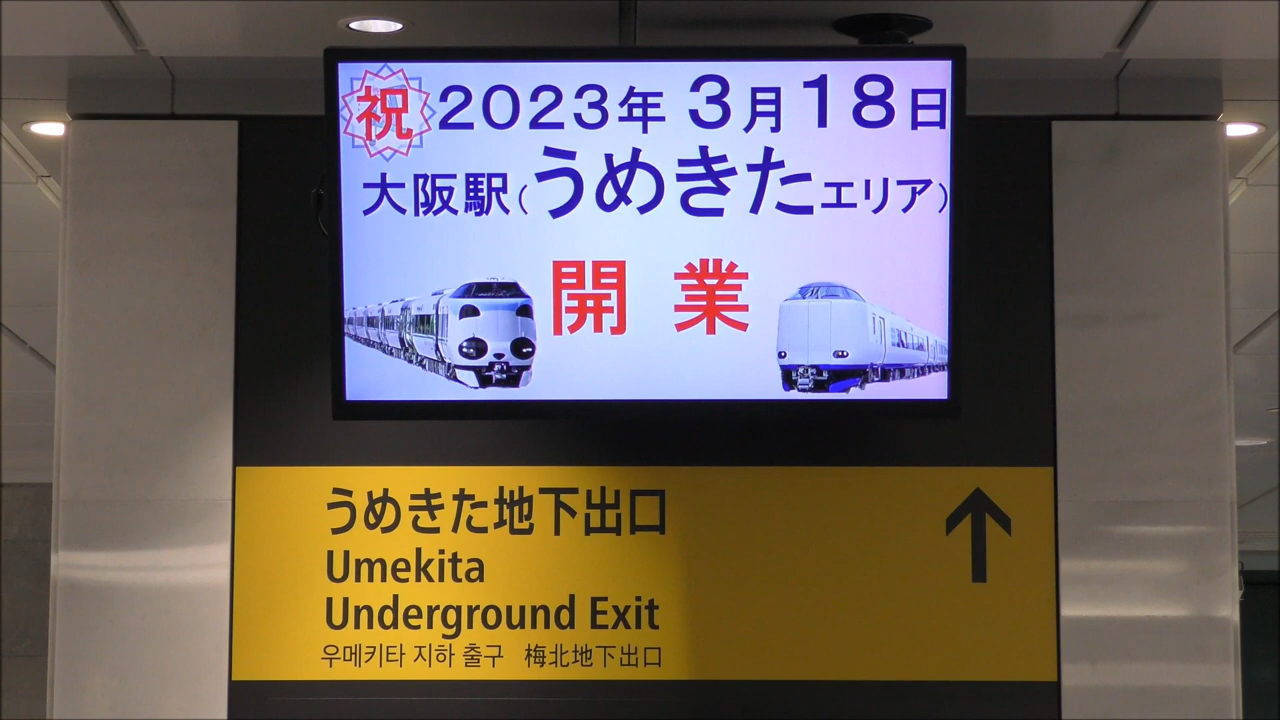 祝 2023年 3月18日
大阪駅(うめきたエリア)
開 業
うめきた地下出口
Umekita
Underground Exit
우메키타 지하 출구 梅北地下出口